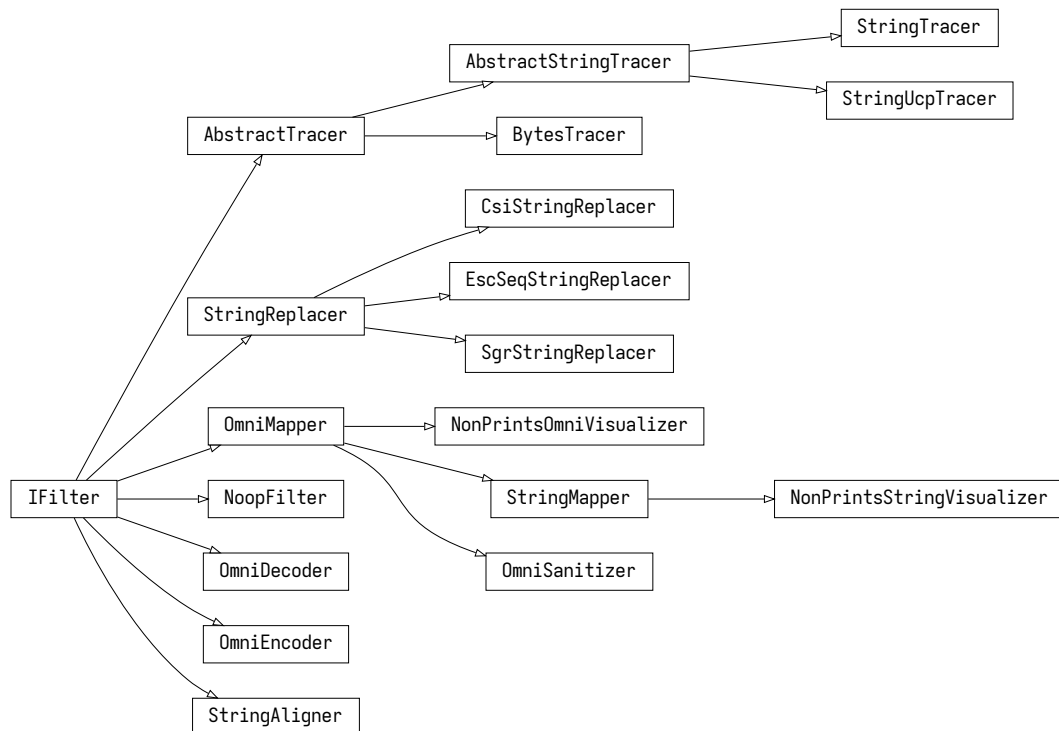 StringTracer
AbstractStringTracer
StringUcpTracer
AbstractTracer
BytesTracer
CsiStringReplacer
EscSeqStringReplacer
StringReplacer
SgrStringReplacer
OmniMapper
NonPrintsOmniVisualizer
IFilter
NoopFilter
StringMapper
NonPrintsStringVisualizer
OmniDecoder
OmniSanitizer
OmniEncoder
StringAligner